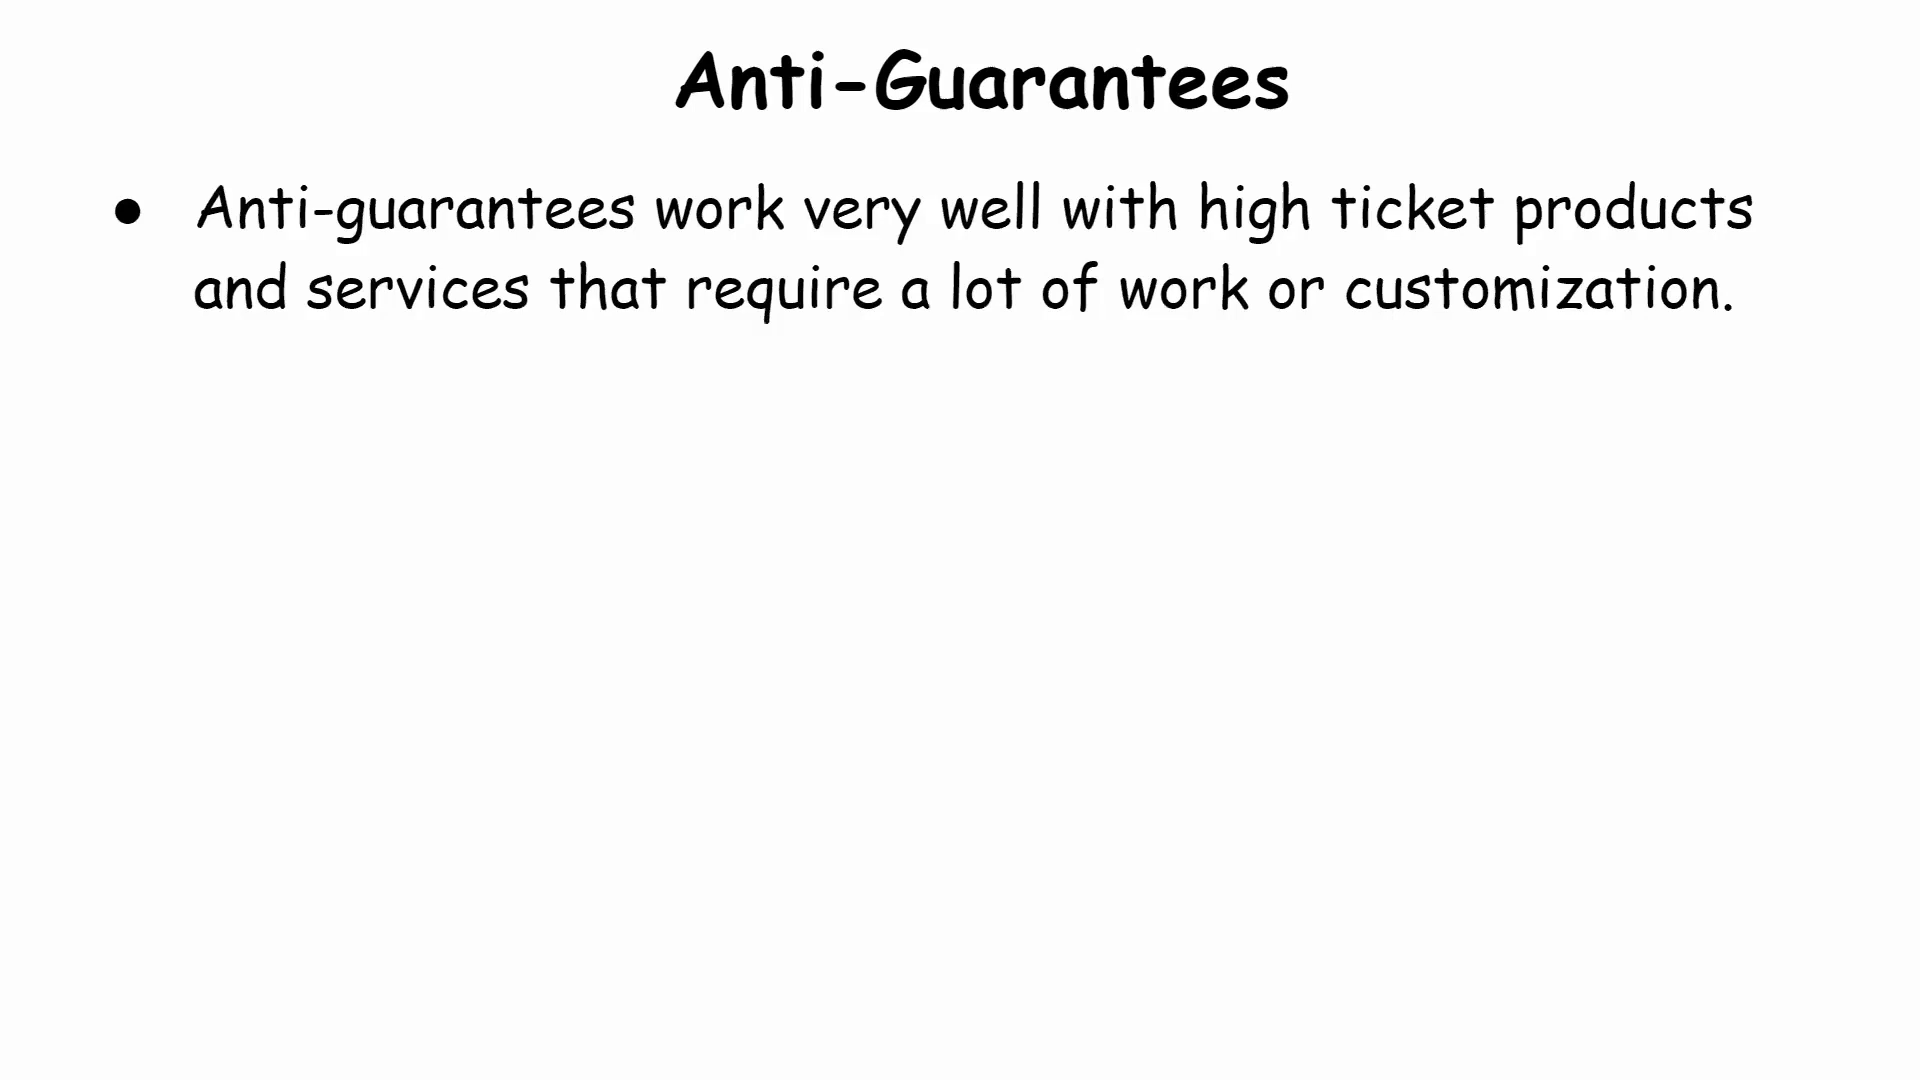 Anti-Guarantees
● Anti-guarantees work very well with high ticket products
and services that require a lot of work or customization.